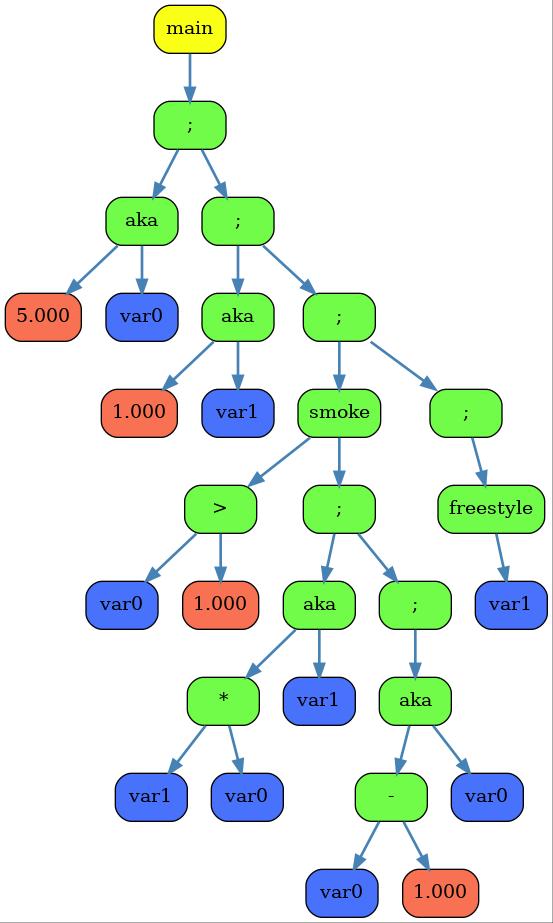 main
;
aka ;
5.000 var0 aka ;
1.000 var1 smoke ;
> ; freestyle
var0 1.000 aka ; var1
* var1 aka
var1 var0 - var0
var0 1.000